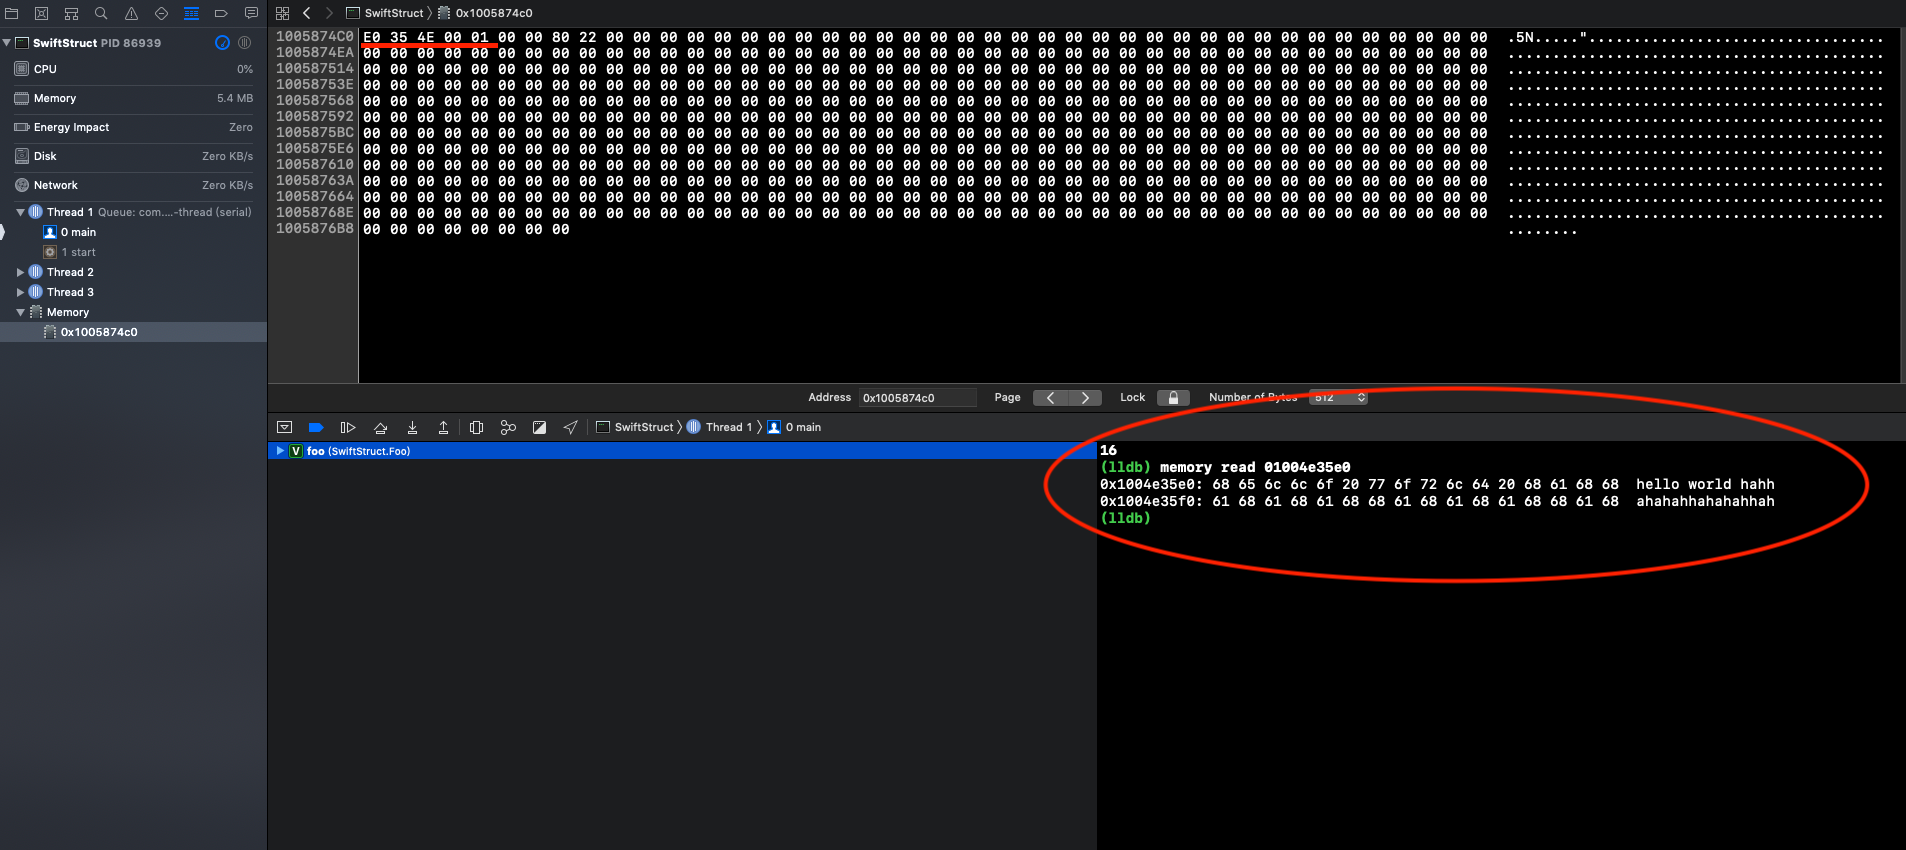 SwiftStruct PID 86939
CPU 0%
Memory 5.4 MB
Energy Impact Zero
Disk Zero KB/s
Network Zero KB/s
Thread 1 Queue: com....-thread (serial)
0 main
1 start
Thread 2
Thread 3
Memory
0x1005874c0
SwiftStruct 0x1005874c0
1005874C0 E0 35 4E 00 01 00 00 80 22 00 00 00 00 00 00 00 00 00 00 00 00 00 00 00 00 00 00 00 00 00 00 00 00 00 00 00 00 00 00 00 00 00 .5N.....".................................
1005874EA 00 00 00 00 00 00 00 00 00 00 00 00 00 00 00 00 00 00 00 00 00 00 00 00 00 00 00 00 00 00 00 00 00 00 00 00 00 00 00 00 00 00 ..........................................
100587514 00 00 00 00 00 00 00 00 00 00 00 00 00 00 00 00 00 00 00 00 00 00 00 00 00 00 00 00 00 00 00 00 00 00 00 00 00 00 00 00 00 00 ..........................................
10058753E 00 00 00 00 00 00 00 00 00 00 00 00 00 00 00 00 00 00 00 00 00 00 00 00 00 00 00 00 00 00 00 00 00 00 00 00 00 00 00 00 00 00 ..........................................
100587568 00 00 00 00 00 00 00 00 00 00 00 00 00 00 00 00 00 00 00 00 00 00 00 00 00 00 00 00 00 00 00 00 00 00 00 00 00 00 00 00 00 00 ..........................................
100587592 00 00 00 00 00 00 00 00 00 00 00 00 00 00 00 00 00 00 00 00 00 00 00 00 00 00 00 00 00 00 00 00 00 00 00 00 00 00 00 00 00 00 ..........................................
1005875BC 00 00 00 00 00 00 00 00 00 00 00 00 00 00 00 00 00 00 00 00 00 00 00 00 00 00 00 00 00 00 00 00 00 00 00 00 00 00 00 00 00 00 ..........................................
1005875E6 00 00 00 00 00 00 00 00 00 00 00 00 00 00 00 00 00 00 00 00 00 00 00 00 00 00 00 00 00 00 00 00 00 00 00 00 00 00 00 00 00 00 ..........................................
100587610 00 00 00 00 00 00 00 00 00 00 00 00 00 00 00 00 00 00 00 00 00 00 00 00 00 00 00 00 00 00 00 00 00 00 00 00 00 00 00 00 00 00 ..........................................
10058763A 00 00 00 00 00 00 00 00 00 00 00 00 00 00 00 00 00 00 00 00 00 00 00 00 00 00 00 00 00 00 00 00 00 00 00 00 00 00 00 00 00 00 ..........................................
100587664 00 00 00 00 00 00 00 00 00 00 00 00 00 00 00 00 00 00 00 00 00 00 00 00 00 00 00 00 00 00 00 00 00 00 00 00 00 00 00 00 00 00 ..........................................
10058768E 00 00 00 00 00 00 00 00 00 00 00 00 00 00 00 00 00 00 00 00 00 00 00 00 00 00 00 00 00 00 00 00 00 00 00 00 00 00 00 00 00 00 ..........................................
1005876B8 00 00 00 00 00 00 00 00 ........
Address 0x1005874c0 Page Lock Number of Bytes 512
SwiftStruct Thread 1 0 main
V foo (SwiftStruct.Foo)
16
(lldb) memory read 01004e35e0
0x1004e35e0: 68 65 6c 6c 6f 20 77 6f 72 6c 64 20 68 61 68 68 hello world hahh
0x1004e35f0: 61 68 61 68 61 68 68 61 68 61 68 61 68 68 61 68 ahahahhahahahhah
(lldb)